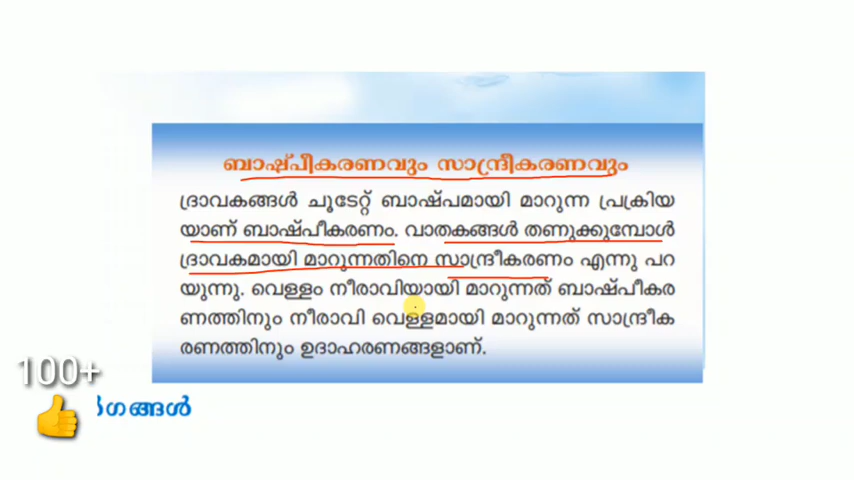 ബാഷ്പീകരണവും സാന്ദ്രീകരണവും
ദ്രാവകങ്ങൾ ചൂടേറ്റ് ബാഷ്പമായി മാറുന്ന പ്രക്രിയ
യാണ് ബാഷ്പീകരണം. വാതകങ്ങൾ തണുക്കുമ്പോൾ
ദ്രാവകമായി മാറുന്നതിനെ സാന്ദ്രീകരണം എന്നു പറ
യുന്നു. വെള്ളം നീരാവിയായി മാറുന്നത് ബാഷ്പീകര
ണത്തിനും നീരാവി വെള്ളമായി മാറുന്നത് സാന്ദ്രീക
രണത്തിനും ഉദാഹരണങ്ങളാണ്.
100+